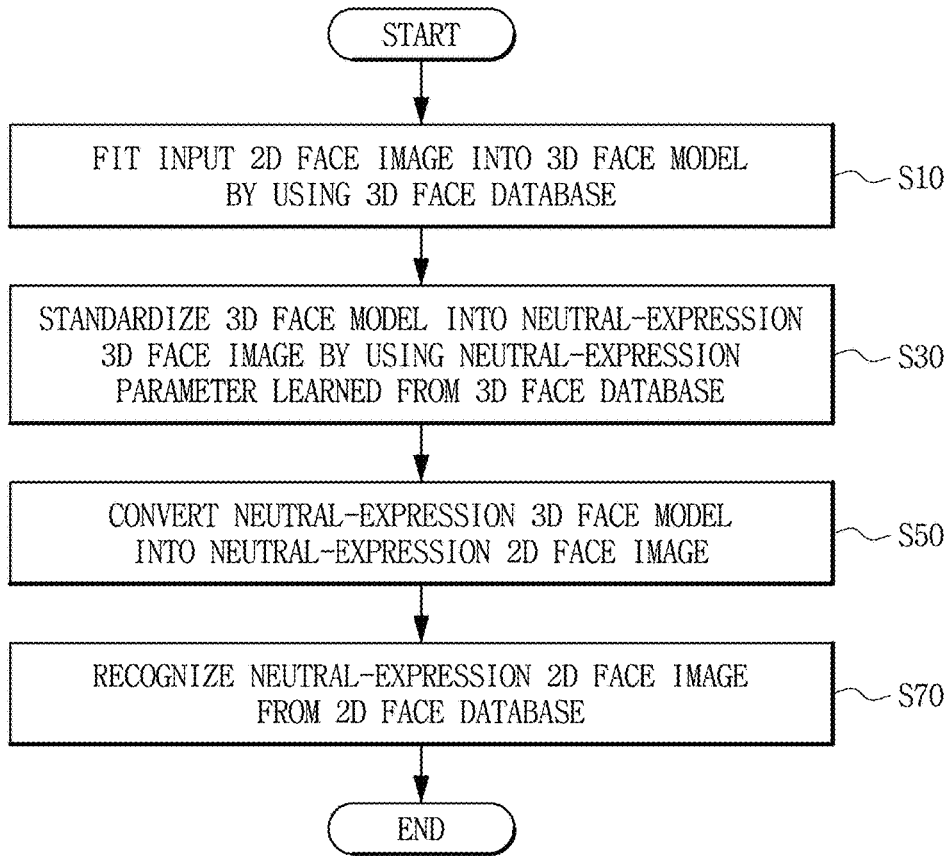 START
FIT INPUT 2D FACE IMAGE INTO 3D FACE MODEL
BY USING 3D FACE DATABASE
S10
STANDARDIZE 3D FACE MODEL INTO NEUTRAL-EXPRESSION
3D FACE IMAGE BY USING NEUTRAL-EXPRESSION
PARAMETER LEARNED FROM 3D FACE DATABASE
S30
CONVERT NEUTRAL-EXPRESSION 3D FACE MODEL
INTO NEUTRAL-EXPRESSION 2D FACE IMAGE
S50
RECOGNIZE NEUTRAL-EXPRESSION 2D FACE IMAGE
FROM 2D FACE DATABASE
S70
END